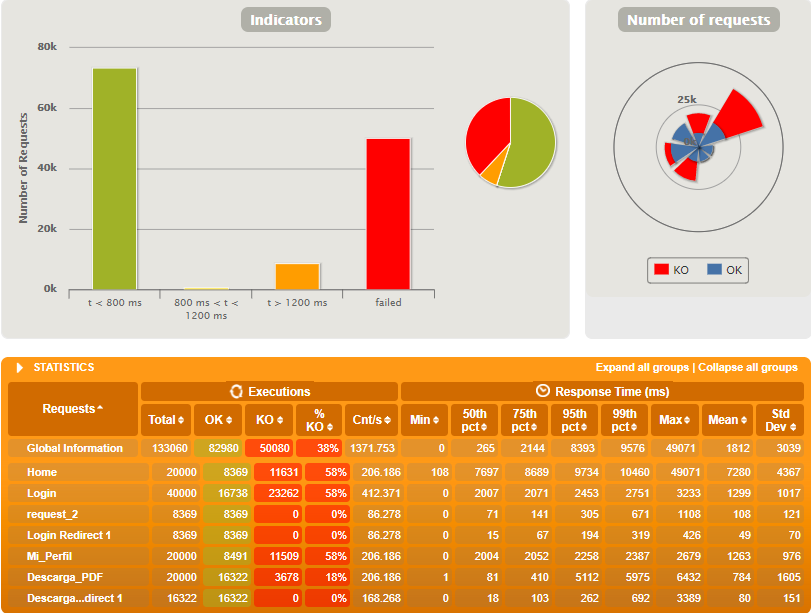 Indicators
Number of Requests
80k
60k
40k
20k
0k
t < 800 ms
800 ms < t <
1200 ms
t > 1200 ms
failed
Number of requests
25k
KO OK
STATISTICS Expand all groups | Collapse all groups
Executions Response Time (ms)
Requests Total OK KO % KO Cnt/s Min 50th pct 75th pct 95th pct 99th pct Max Mean Std Dev
Global Information 133060 82980 50080 38% 1371.753 0 265 2144 8393 9576 49071 1812 3039
Home 20000 8369 11631 58% 206.186 108 7697 8689 9734 10460 49071 7280 4367
Login 40000 16738 23262 58% 412.371 0 2007 2071 2453 2751 3233 1299 1017
request_2 8369 8369 0 0% 86.278 0 71 141 305 671 1108 108 121
Login Redirect 1 8369 8369 0 0% 86.278 0 15 67 194 319 426 49 70
Mi_Perfil 20000 8491 11509 58% 206.186 0 2004 2052 2258 2387 2679 1263 976
Descarga_PDF 20000 16322 3678 18% 206.186 1 81 410 5112 5975 6432 784 1605
Descarga...direct 1 16322 16322 0 0% 168.268 0 18 103 262 692 3389 80 151